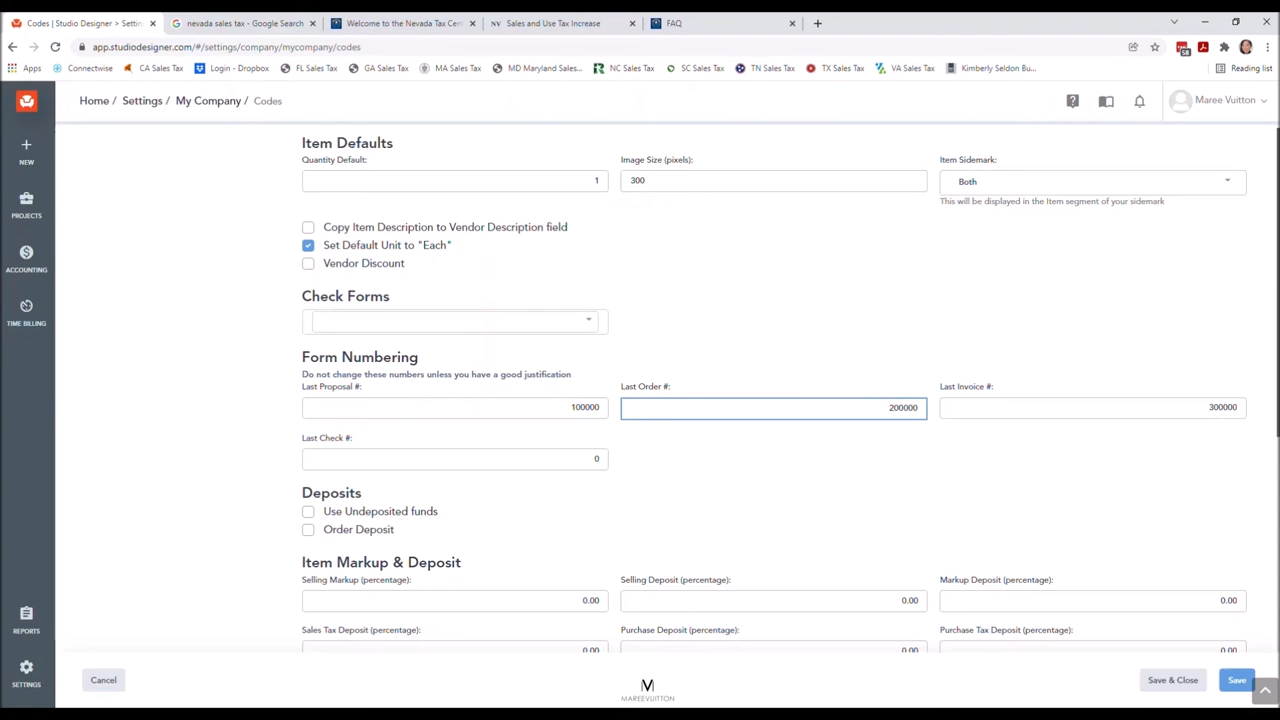 Codes | Studio Designer > Settin
nevada sales tax - Google Search
Welcome to the Nevada Tax Cen
NV Sales and Use Tax Increase
FAQ
app.studiodesigner.com/#/settings/company/mycompany/codes
58
Apps Connectwise CA Sales Tax Login - Dropbox FL Sales Tax GA Sales Tax MA Sales Tax MD Maryland Sales... NC Sales Tax SC Sales Tax TN Sales Tax TX Sales Tax VA Sales Tax Kimberly Seldon Bu... Reading list
Home / Settings / My Company / Codes
Maree Vuitton
NEW
PROJECTS
ACCOUNTING
TIME BILLING
REPORTS
SETTINGS
Item Defaults
Quantity Default: Image Size (pixels): Item Sidemark:
1 300 Both
This will be displayed in the Item segment of your sidemark
Copy Item Description to Vendor Description field
Set Default Unit to "Each"
Vendor Discount
Check Forms
Form Numbering
Do not change these numbers unless you have a good justification
Last Proposal #: Last Order #: Last Invoice #:
100000 200000 300000
Last Check #:
0
Deposits
Use Undeposited funds
Order Deposit
Item Markup & Deposit
Selling Markup (percentage): Selling Deposit (percentage): Markup Deposit (percentage):
0.00 0.00 0.00
Sales Tax Deposit (percentage): Purchase Deposit (percentage): Purchase Tax Deposit (percentage):
0.00 0.00 0.00
Cancel
M
MAREEVUITTON
Save & Close Save